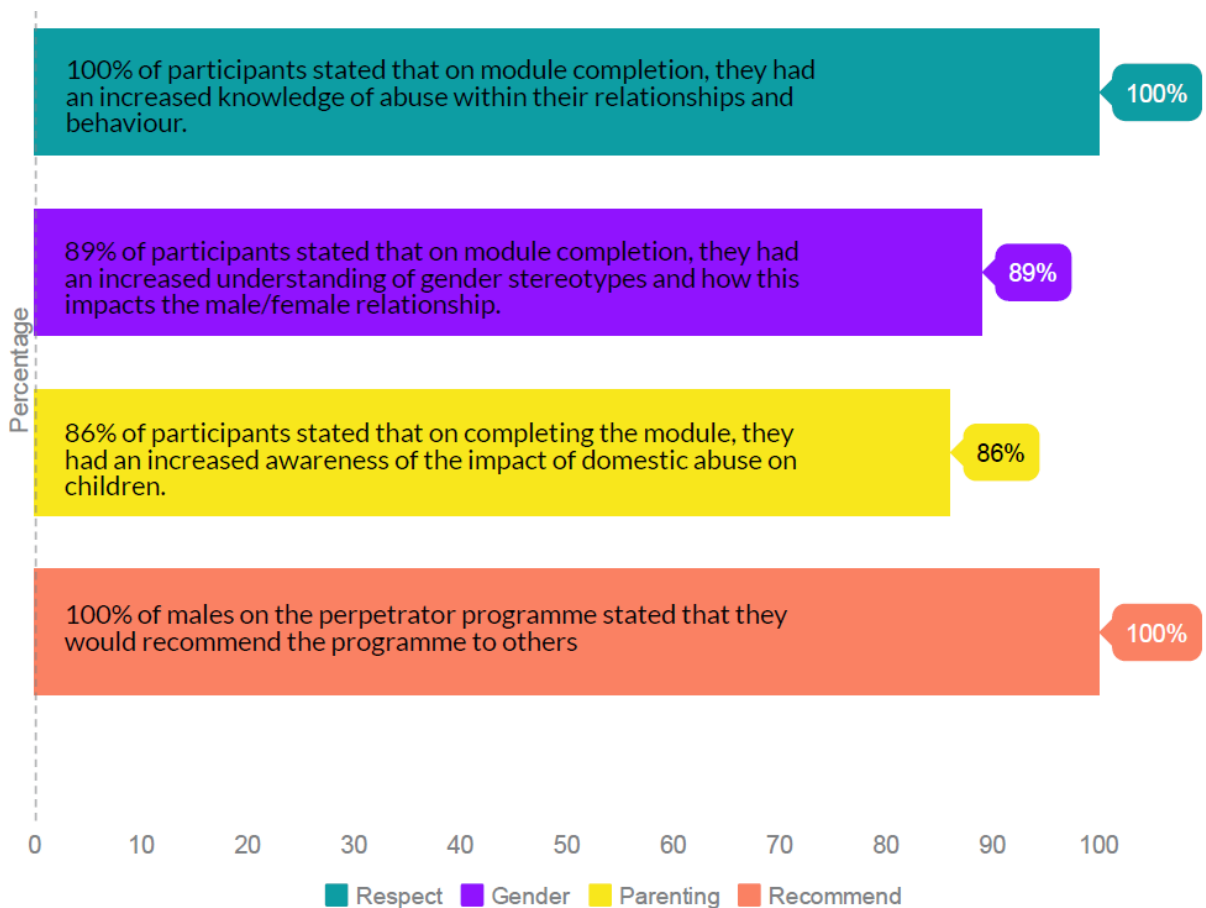 100% of participants stated that on module completion, they had
an increased knowledge of abuse within their relationships and
behaviour.
100%
89% of participants stated that on module completion, they had
an increased understanding of gender stereotypes and how this
impacts the male/female relationship.
89%
Percentage
86% of participants stated that on completing the module, they
had an increased awareness of the impact of domestic abuse on
children.
86%
100% of males on the perpetrator programme stated that they
would recommend the programme to others
100%
0 10 20 30 40 50 60 70 80 90 100
Respect Gender Parenting Recommend